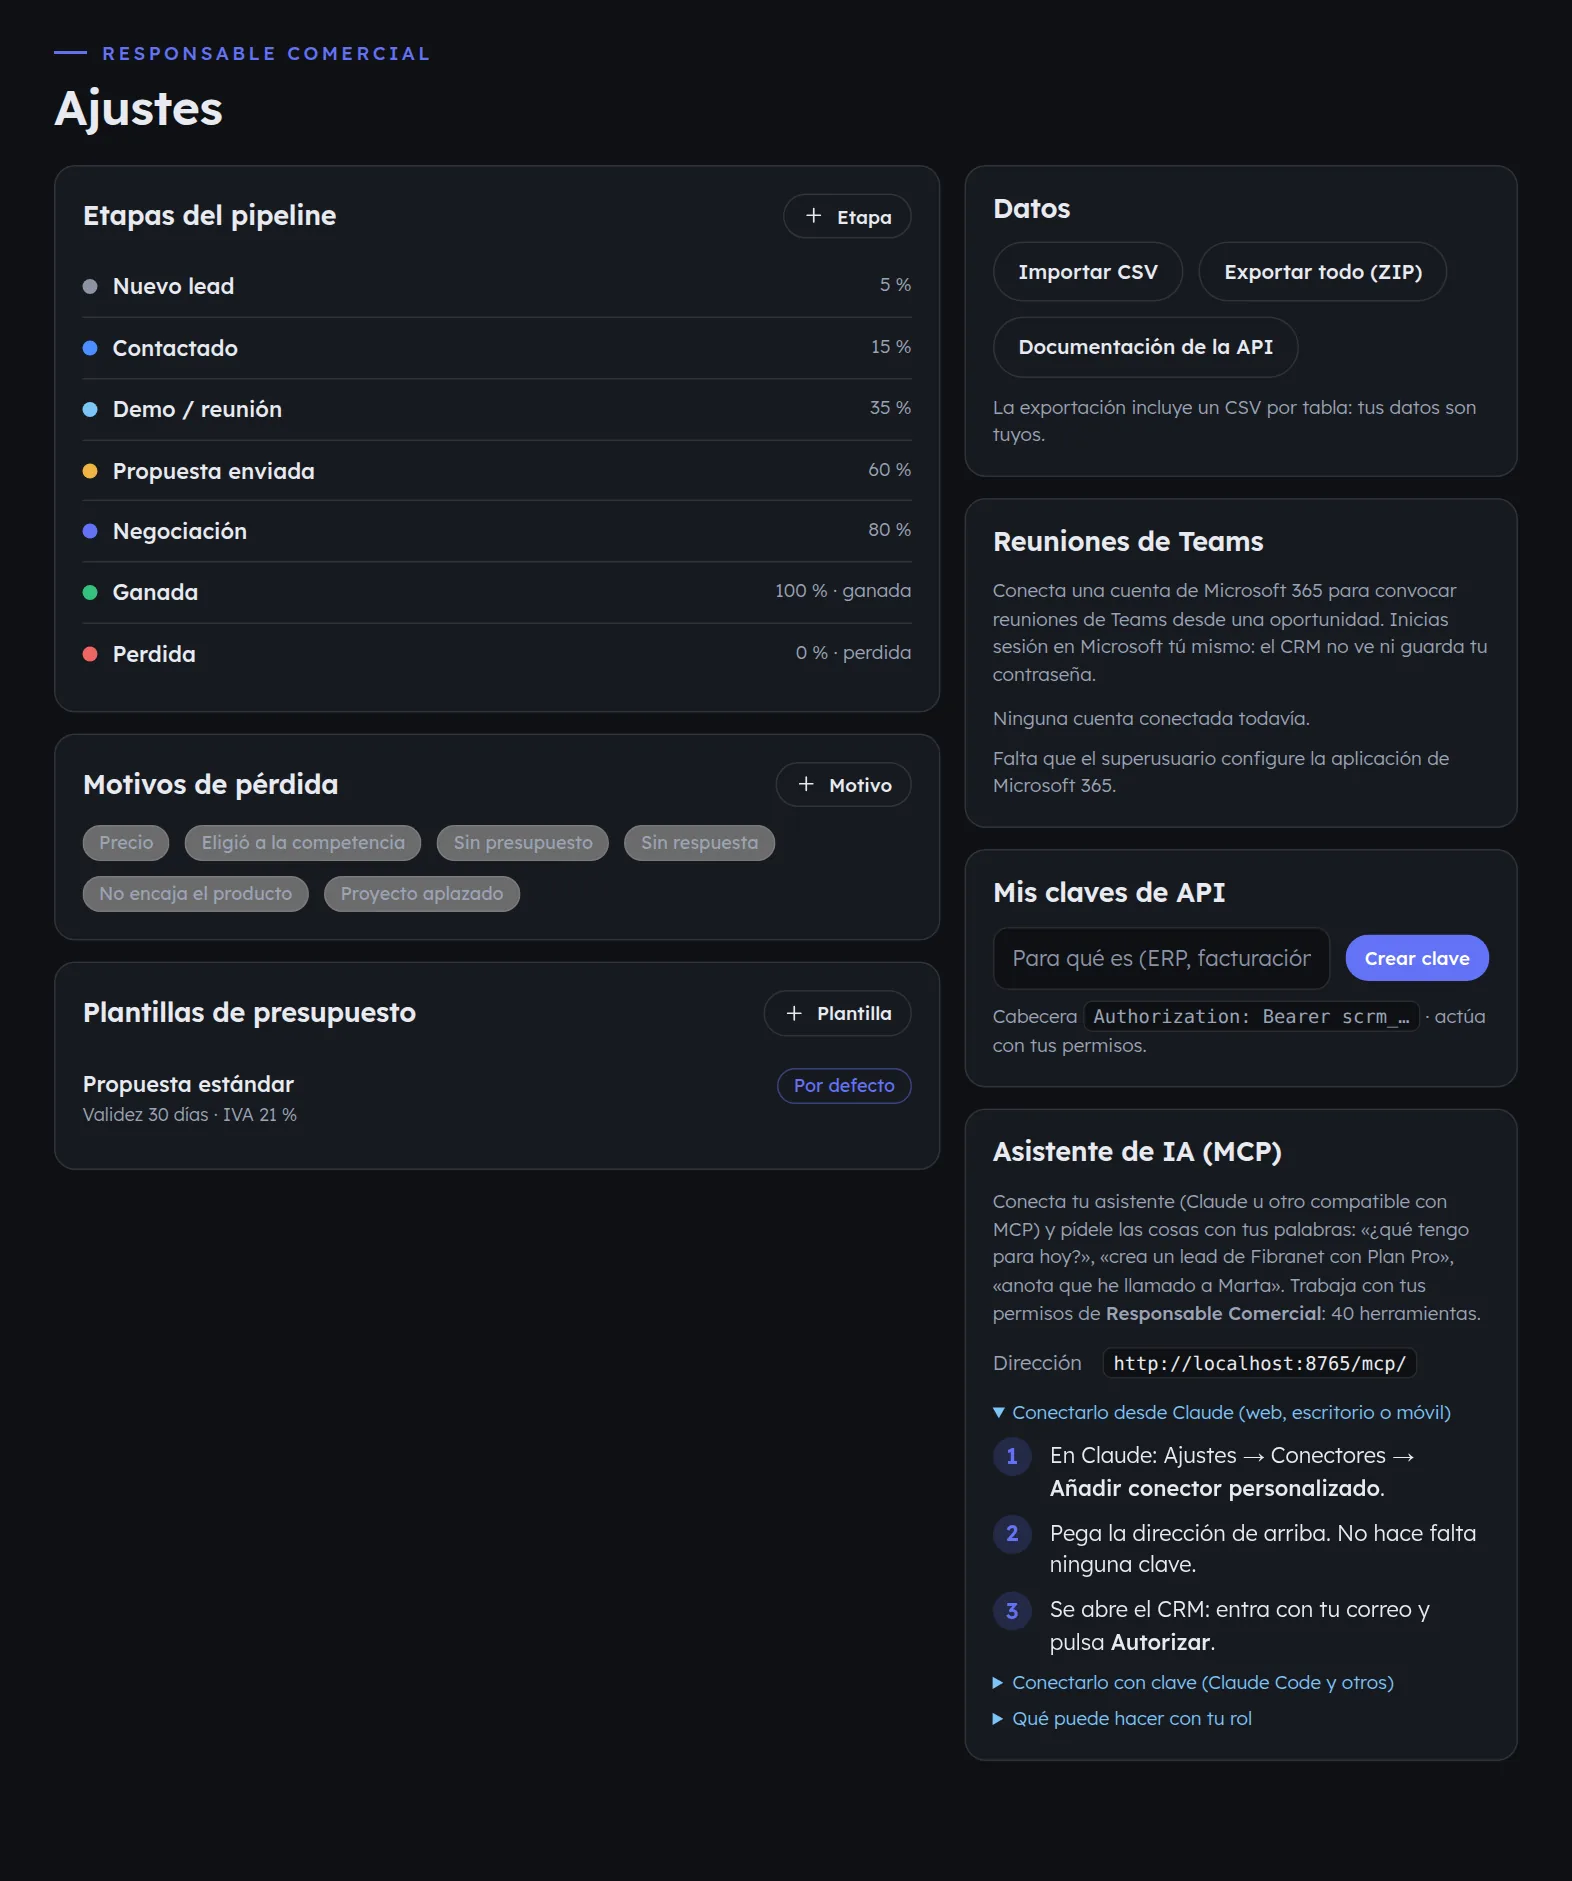 RESPONSABLE COMERCIAL
Ajustes
Etapas del pipeline
+ Etapa
Nuevo lead 5 %
Contactado 15 %
Demo / reunión 35 %
Propuesta enviada 60 %
Negociación 80 %
Ganada 100 % · ganada
Perdida 0 % · perdida
Motivos de pérdida
+ Motivo
Precio Eligió a la competencia Sin presupuesto Sin respuesta
No encaja el producto Proyecto aplazado
Plantillas de presupuesto
+ Plantilla
Propuesta estándar Por defecto
Validez 30 días · IVA 21 %
Datos
Importar CSV Exportar todo (ZIP)
Documentación de la API
La exportación incluye un CSV por tabla: tus datos son
tuyos.
Reuniones de Teams
Conecta una cuenta de Microsoft 365 para convocar
reuniones de Teams desde una oportunidad. Inicias
sesión en Microsoft tú mismo: el CRM no ve ni guarda tu
contraseña.
Ninguna cuenta conectada todavía.
Falta que el superusuario configure la aplicación de
Microsoft 365.
Mis claves de API
Para qué es (ERP, facturación Crear clave
Cabecera Authorization: Bearer scrm_… · actúa
con tus permisos.
Asistente de IA (MCP)
Conecta tu asistente (Claude u otro compatible con
MCP) y pídele las cosas con tus palabras: «¿qué tengo
para hoy?», «crea un lead de Fibranet con Plan Pro»,
«anota que he llamado a Marta». Trabaja con tus
permisos de Responsable Comercial: 40 herramientas.
Dirección http://localhost:8765/mcp/
▼ Conectarlo desde Claude (web, escritorio o móvil)
1 En Claude: Ajustes → Conectores →
Añadir conector personalizado.
2 Pega la dirección de arriba. No hace falta
ninguna clave.
3 Se abre el CRM: entra con tu correo y
pulsa Autorizar.
▶ Conectarlo con clave (Claude Code y otros)
▶ Qué puede hacer con tu rol